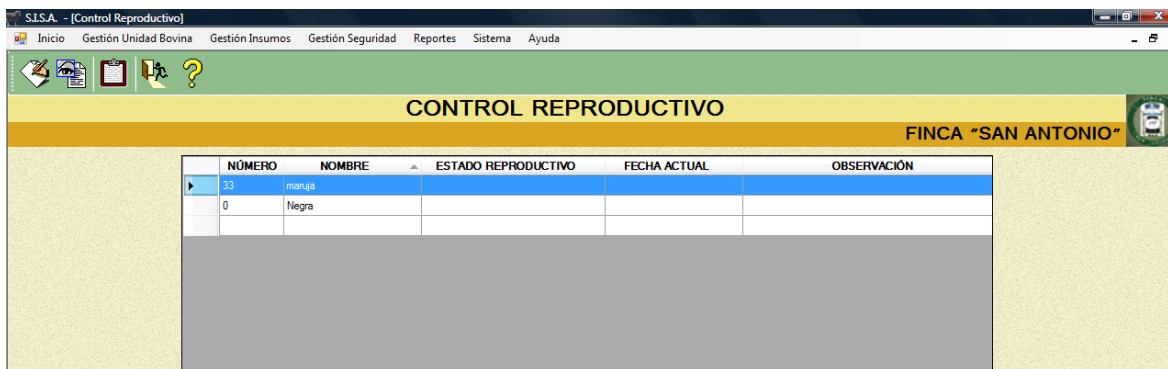 S.I.S.A. - [Control Reproductivo]
Inicio Gestión Unidad Bovina Gestión Insumos Gestión Seguridad Reportes Sistema Ayuda
CONTROL REPRODUCTIVO
FINCA "SAN ANTONIO"
NÚMERO NOMBRE ESTADO REPRODUCTIVO FECHA ACTUAL OBSERVACIÓN
33 maruja
0 Negra